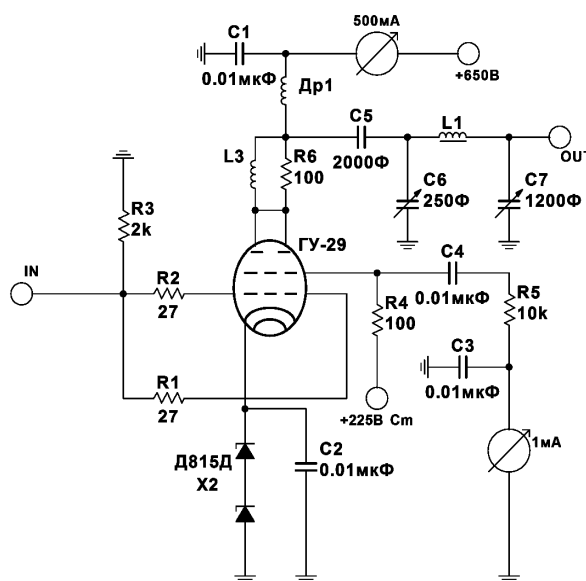 500мА
C1
0.01мкФ
+650В
Др1
C5
L1
L3
R6
100
2000Ф
OUT
C6
250Ф
C7
1200Ф
R3
2k
ГУ-29
IN
R2
27
C4
0.01мкФ
R4
100
R5
10k
C3
0.01мкФ
R1
27
+225В Cm
Д815Д
X2
C2
0.01мкФ
1мА